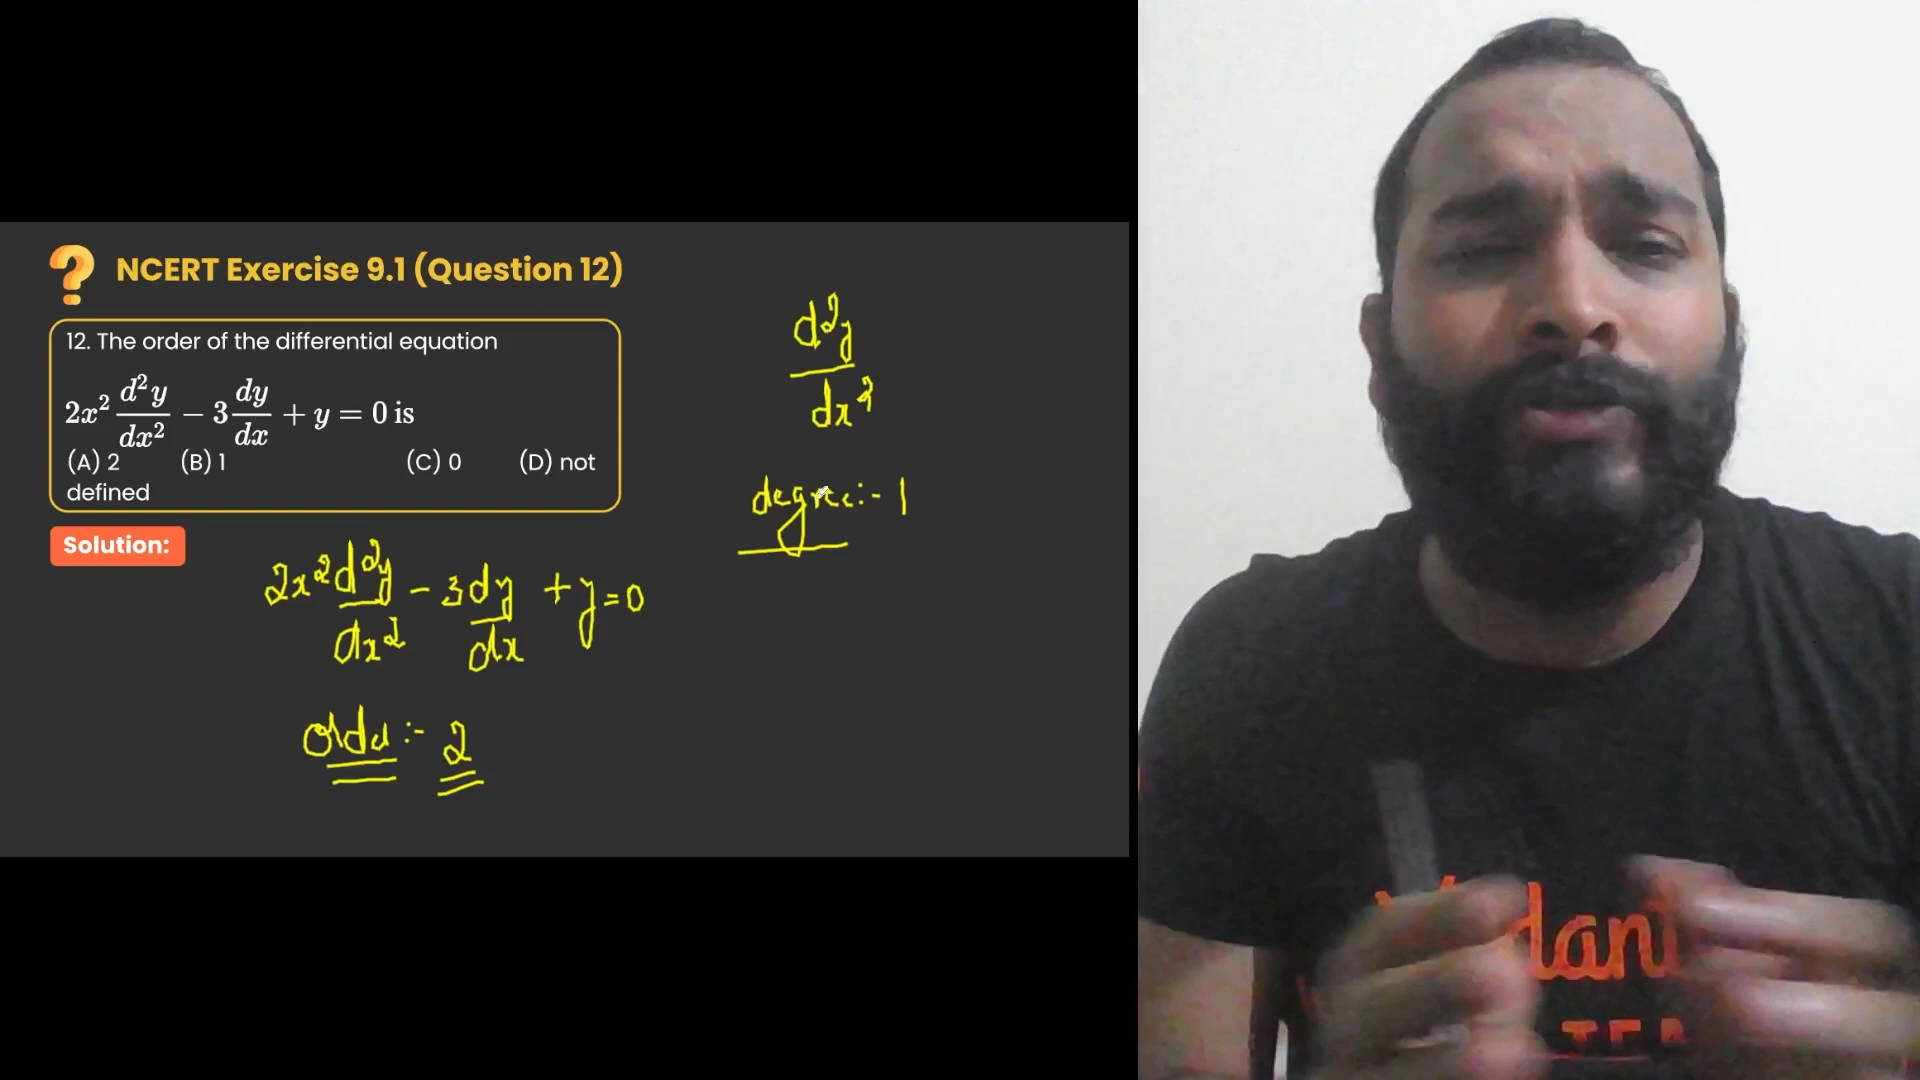 NCERT Exercise 9.1 (Question 12)
12. The order of the differential equation
2x² d²y/dx² − 3 dy/dx + y = 0 is
(A) 2 (B) 1 (C) 0 (D) not
defined
Solution:
2x² d²y/dx² - 3dy/dx + y = 0
order :- 2
d²y/dx²
degree :- 1